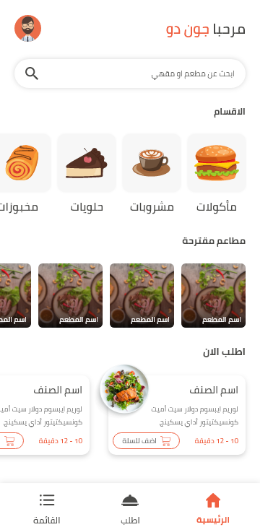 مرحبا جون دو
ابحث عن مطعم او مقهي
الاقسام
مأكولات
مشروبات
حلويات
مخبوزات
مطاعم مقترحة
اسم المطعم
اسم المطعم
اسم المطعم
اسم المطعم
اطلب الان
اسم الصنف
لوريم ايبسوم دولار سيت أميت
كونسيكتيتور أداي يسكينج
10 - 12 دقيقة
اضف للسلة
اسم الصنف
لوريم ايبسوم دولار سيت أميت
كونسيكتيتور أداي يسكينج
10 - 12 دقيقة
الرئيسية
اطلب
القائمة